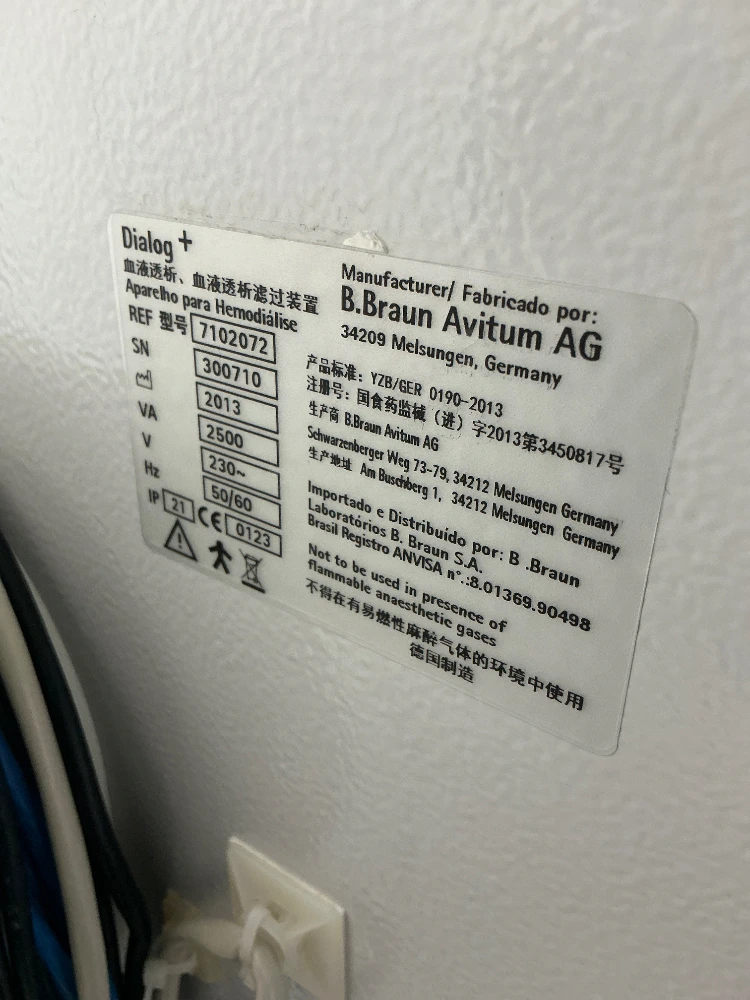 Dialog+
血液透析、血液透析滤过装置
Aparelho para Hemodiálise
REF 型号 7102072
SN 300710
2013
VA 2500
V 230~
Hz 50/60
IP 21 CE 0123
Manufacturer/ Fabricado por:
B.Braun Avitum AG
34209 Melsungen, Germany
产品标准: YZB/GER 0190-2013
注册号: 国食药监械 (进) 字2013第3450817号
生产商 B.Braun Avitum AG
Schwarzenberger Weg 73-79, 34212 Melsungen Germany
生产地址 Am Buschberg 1, 34212 Melsungen Germany
Importado e Distribuído por: B .Braun
Laboratórios B. Braun S.A.
Brasil Registro ANVISA n°.:8.01369.90498
Not to be used in presence of
flammable anaesthetic gases
不得在有易燃性麻醉气体的环境中使用
德国制造